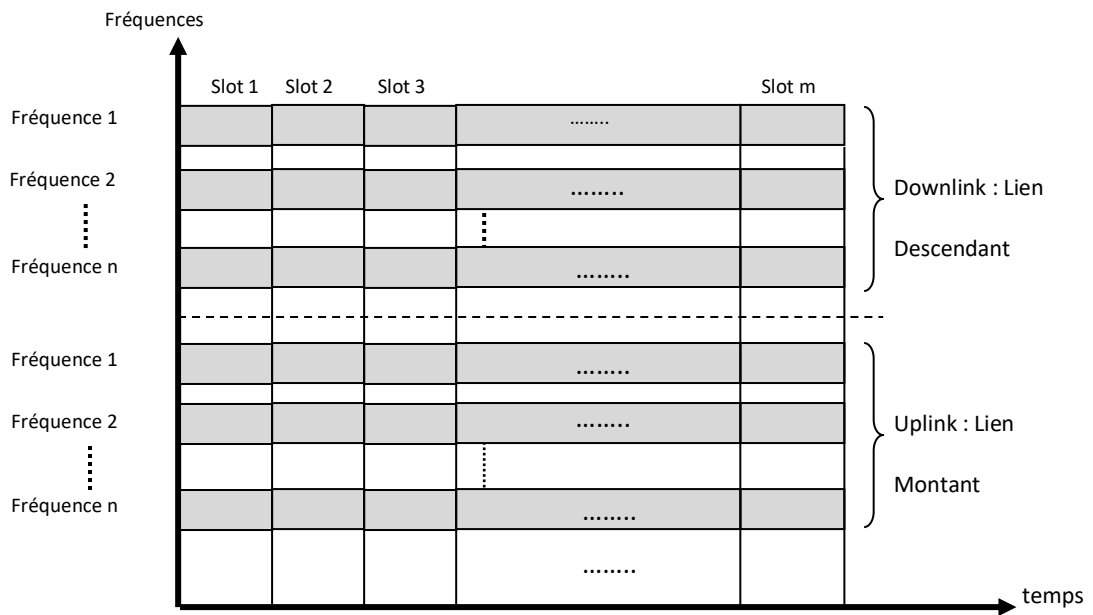 Fréquences
Slot 1 Slot 2 Slot 3 Slot m
Fréquence 1 ........
Fréquence 2 ........
Downlink : Lien
Descendant
Fréquence n ........
Fréquence 1 ........
Fréquence 2 ........
Uplink : Lien
Montant
Fréquence n ........
........
temps